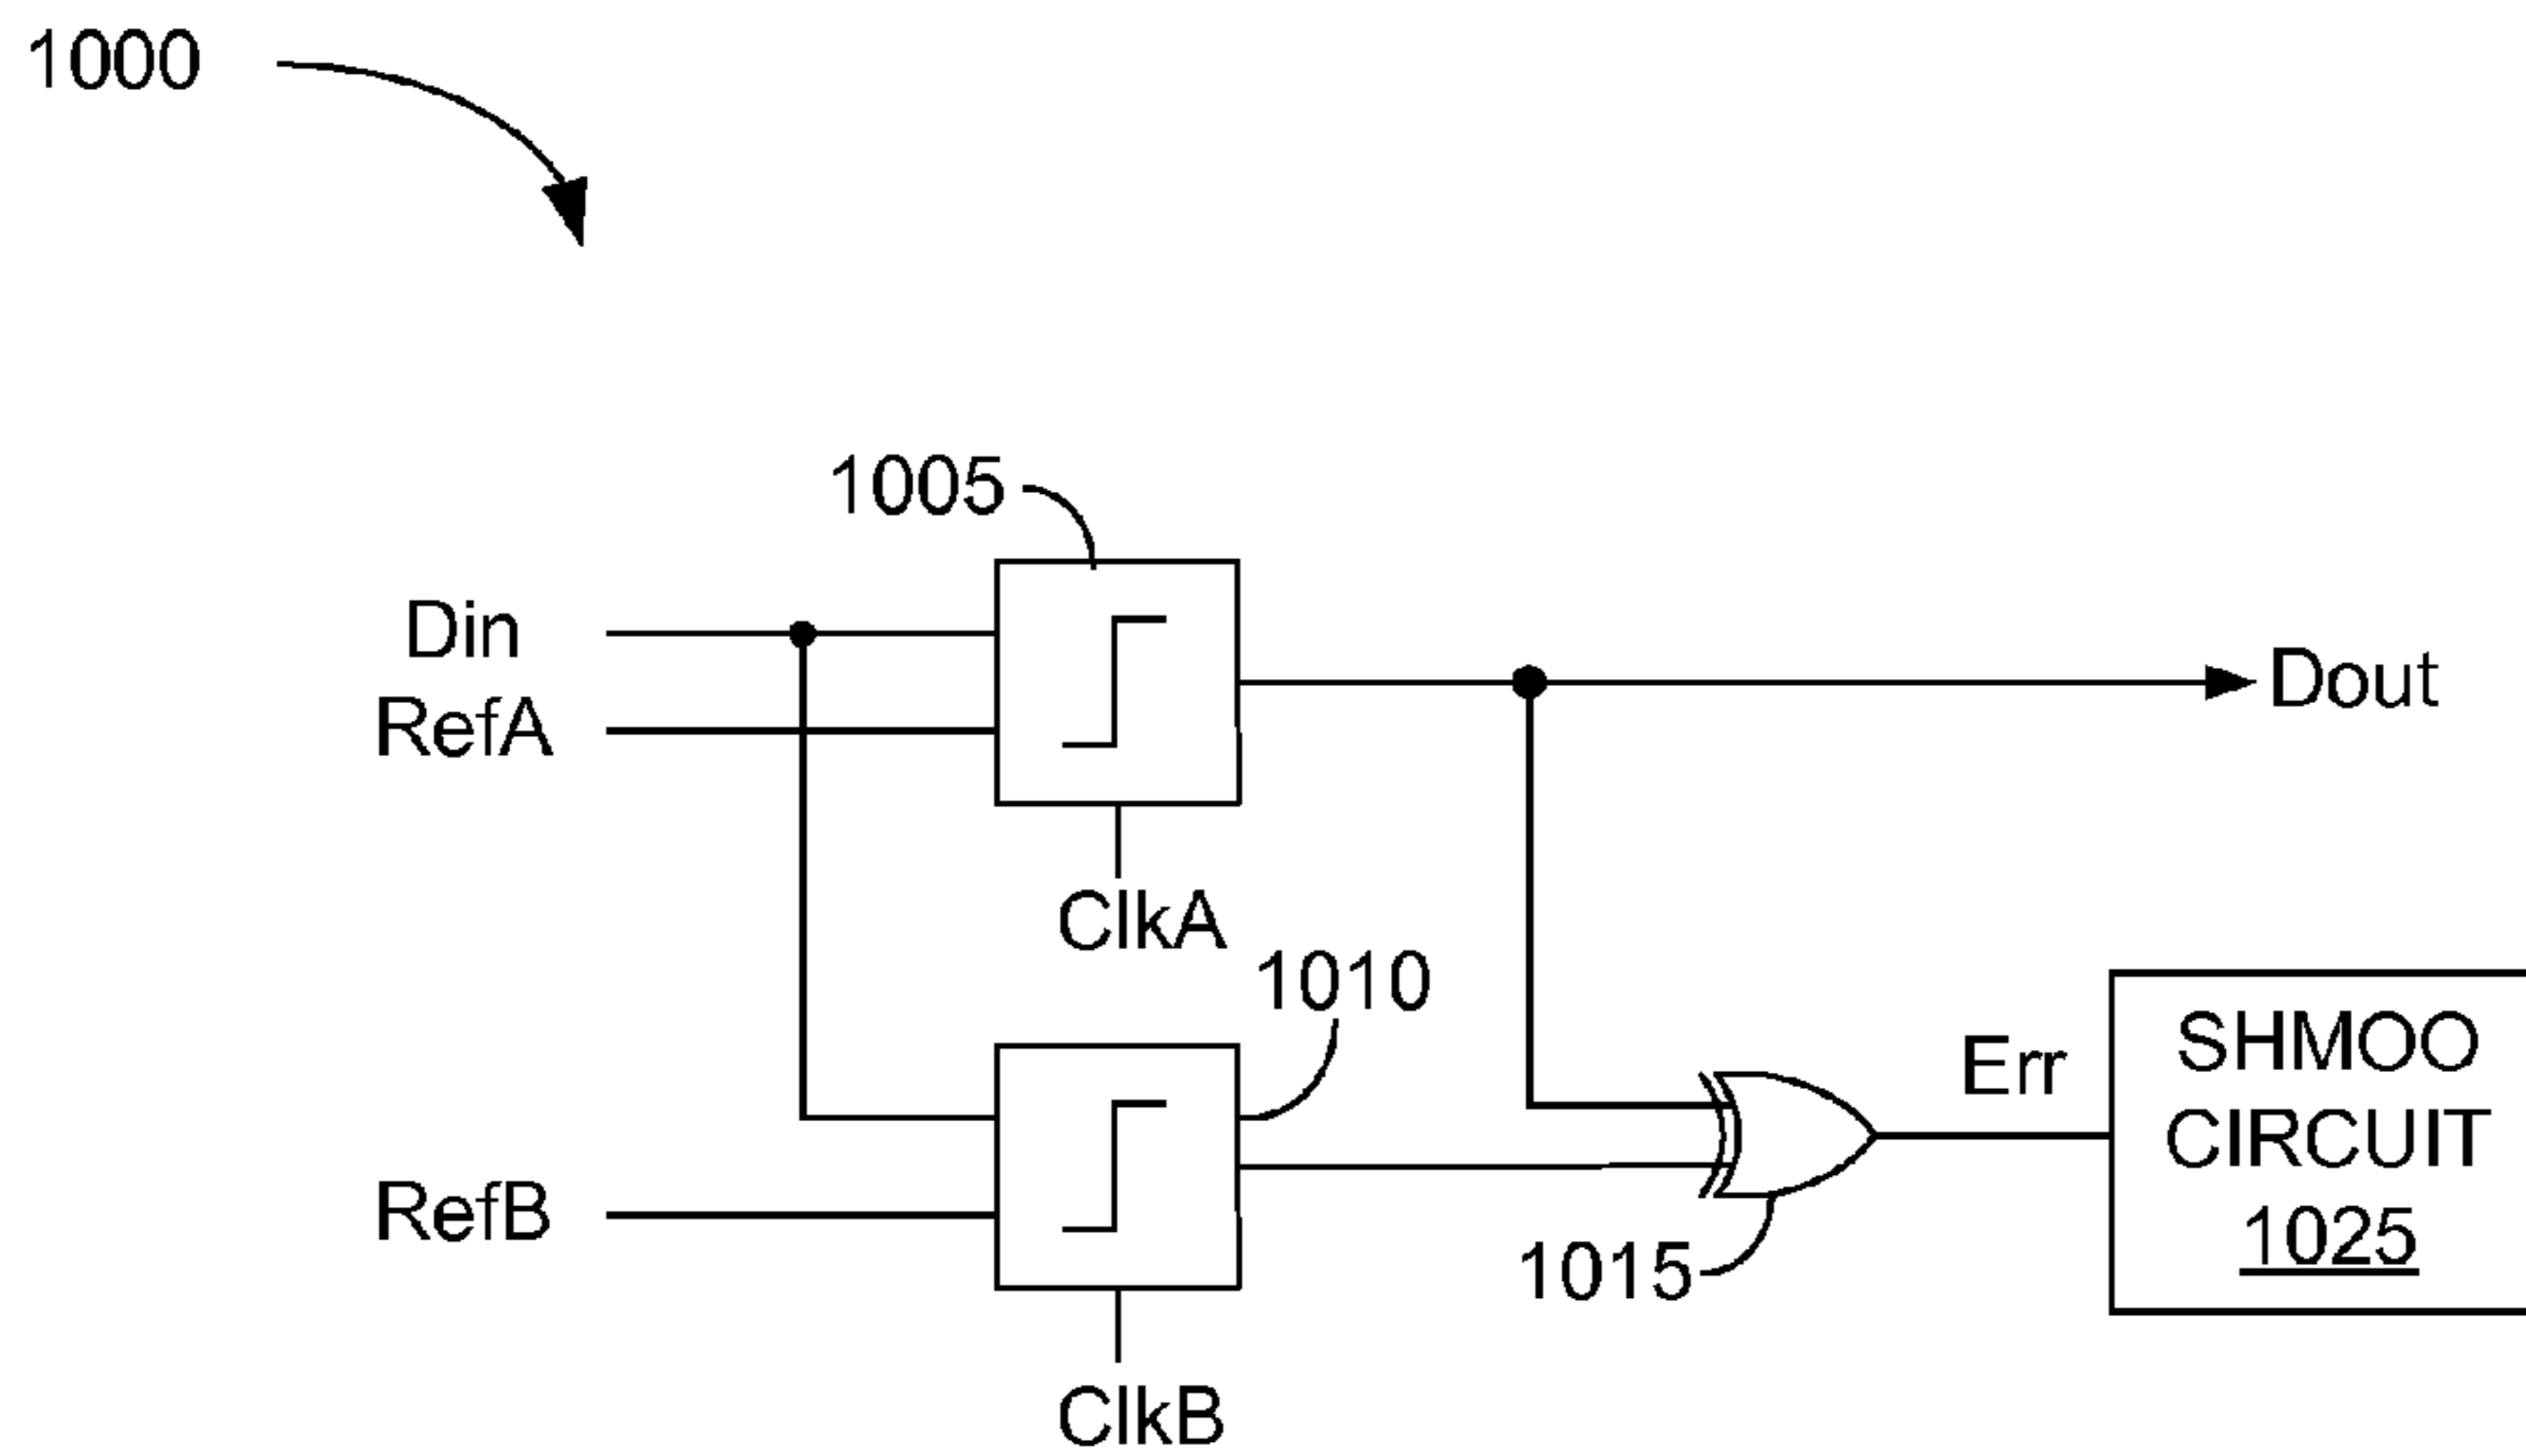 1000
1005
Din
RefA
Dout
ClkA
1010
Err
SHMOO
CIRCUIT
1025
RefB
1015
ClkB